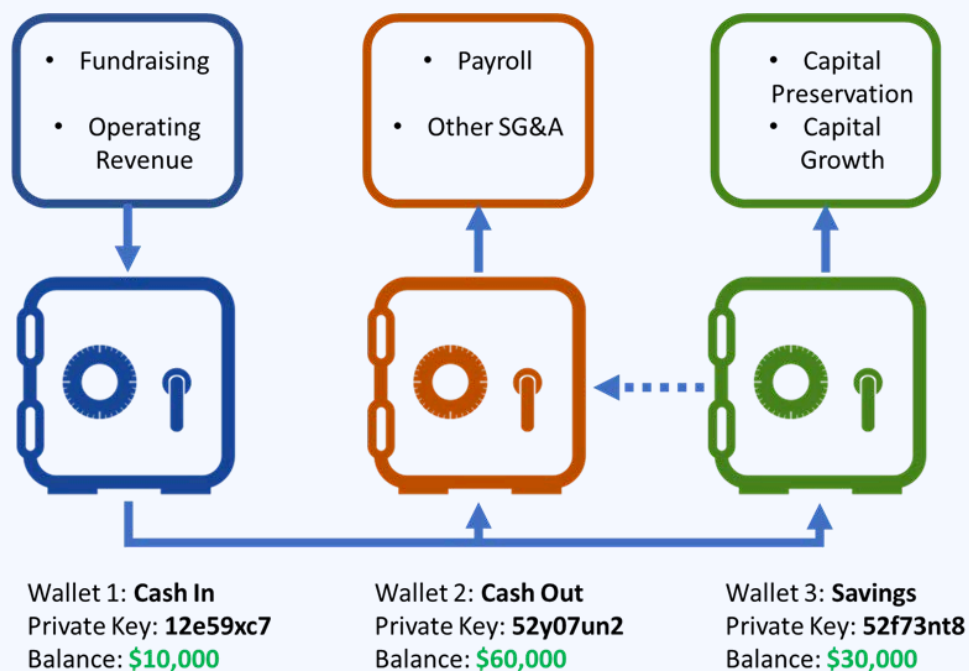 • Fundraising
• Operating
Revenue
• Payroll
• Other SG&A
• Capital
Preservation
• Capital
Growth
Wallet 1: Cash In
Private Key: 12e59xc7
Balance: $10,000
Wallet 2: Cash Out
Private Key: 52y07un2
Balance: $60,000
Wallet 3: Savings
Private Key: 52f73nt8
Balance: $30,000